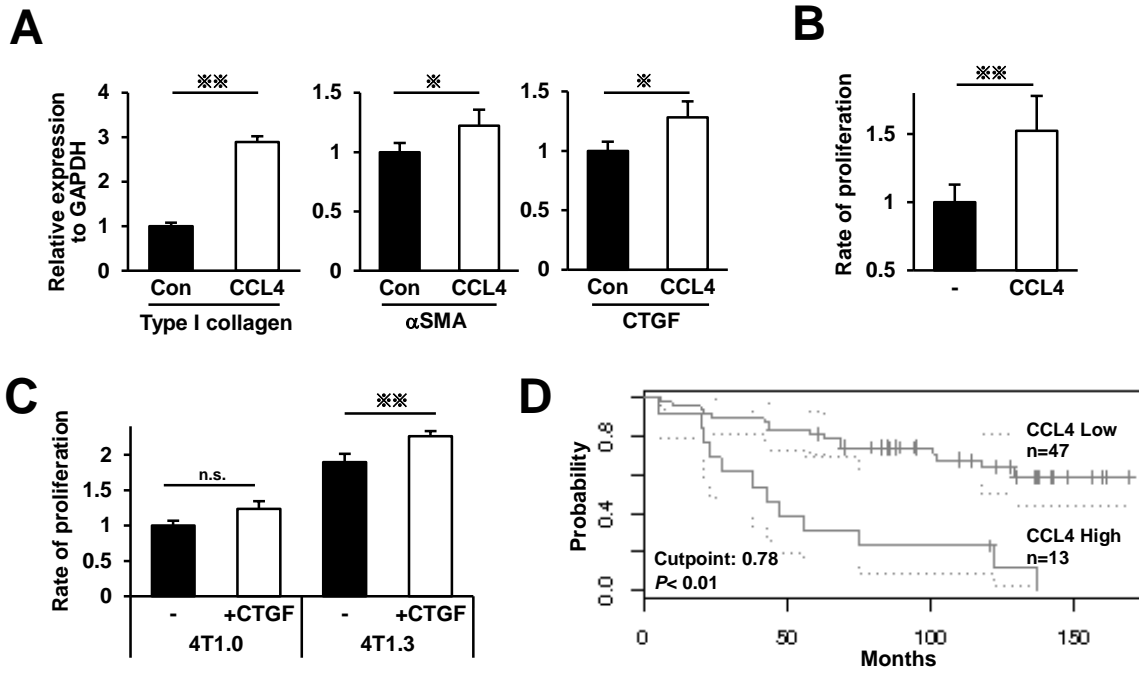 A
Relative expression
to GAPDH
4
3
2
1
0
※※
Con CCL4
Type I collagen
1.5
1
0.5
0
※
Con CCL4
αSMA
1.5
1
0.5
0
※
Con CCL4
CTGF
B
Rate of proliferation
1.5
1
0.5
※※
- CCL4
C
Rate of proliferation
2
1.5
1
0.5
0
n.s.
※※
- +CTGF - +CTGF
4T1.0 4T1.3
D
Probability
0.8
0.4
0.0
CCL4 Low
n=47
CCL4 High
n=13
Cutpoint: 0.78
P< 0.01
0 50 100 150
Months